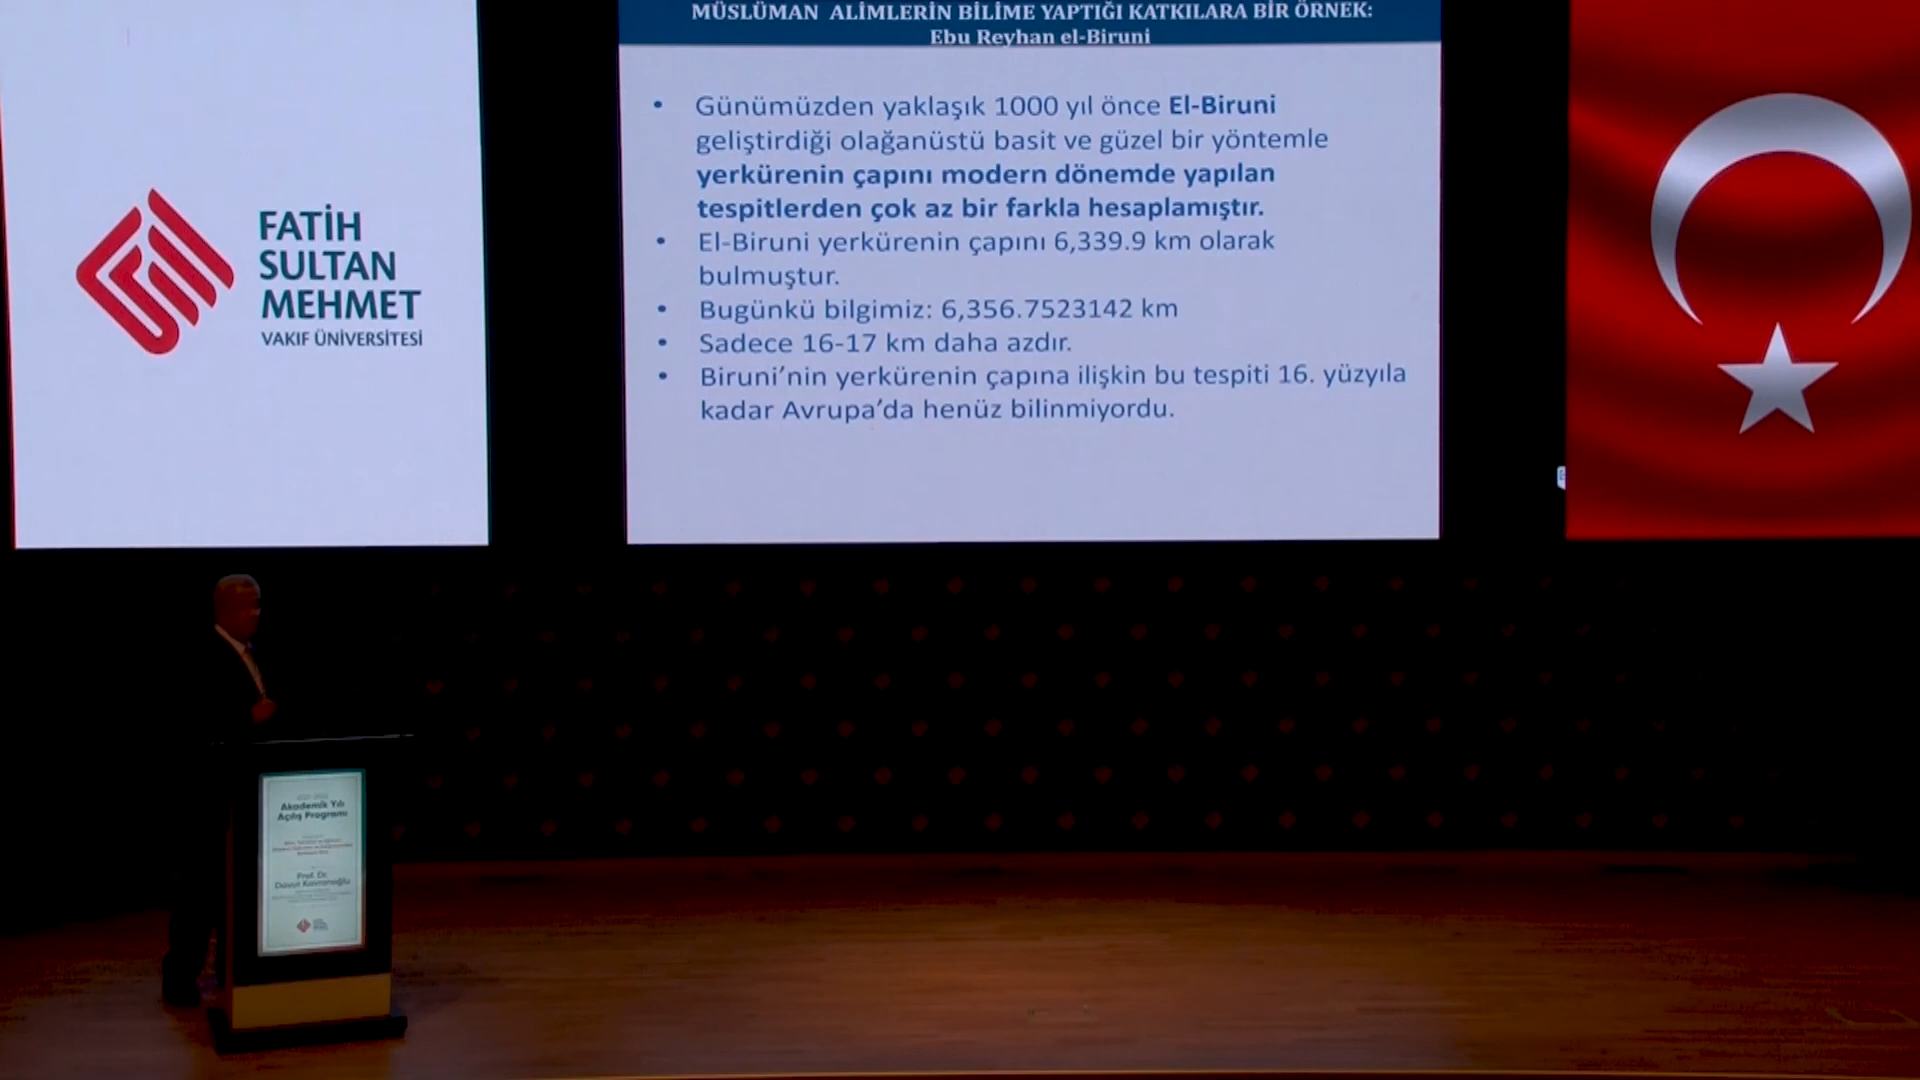 FATİH
SULTAN
MEHMET
VAKIF ÜNİVERSİTESİ
MÜSLÜMAN ALİMLERİN BİLİME YAPTIĞI KATKILARA BİR ÖRNEK:
Ebu Reyhan el-Biruni
• Günümüzden yaklaşık 1000 yıl önce El-Biruni
geliştirdiği olağanüstü basit ve güzel bir yöntemle
yerkürenin çapını modern dönemde yapılan
tespitlerden çok az bir farkla hesaplamıştır.
• El-Biruni yerkürenin çapını 6,339.9 km olarak
bulmuştur.
• Bugünkü bilgimiz: 6,356.7523142 km
• Sadece 16-17 km daha azdır.
• Biruni’nin yerkürenin çapına ilişkin bu tespiti 16. yüzyıla
kadar Avrupa’da henüz bilinmiyordu.
Akademik Yılı
Açılış Programı
Prof. Dr.
Davut Kavranoğlu